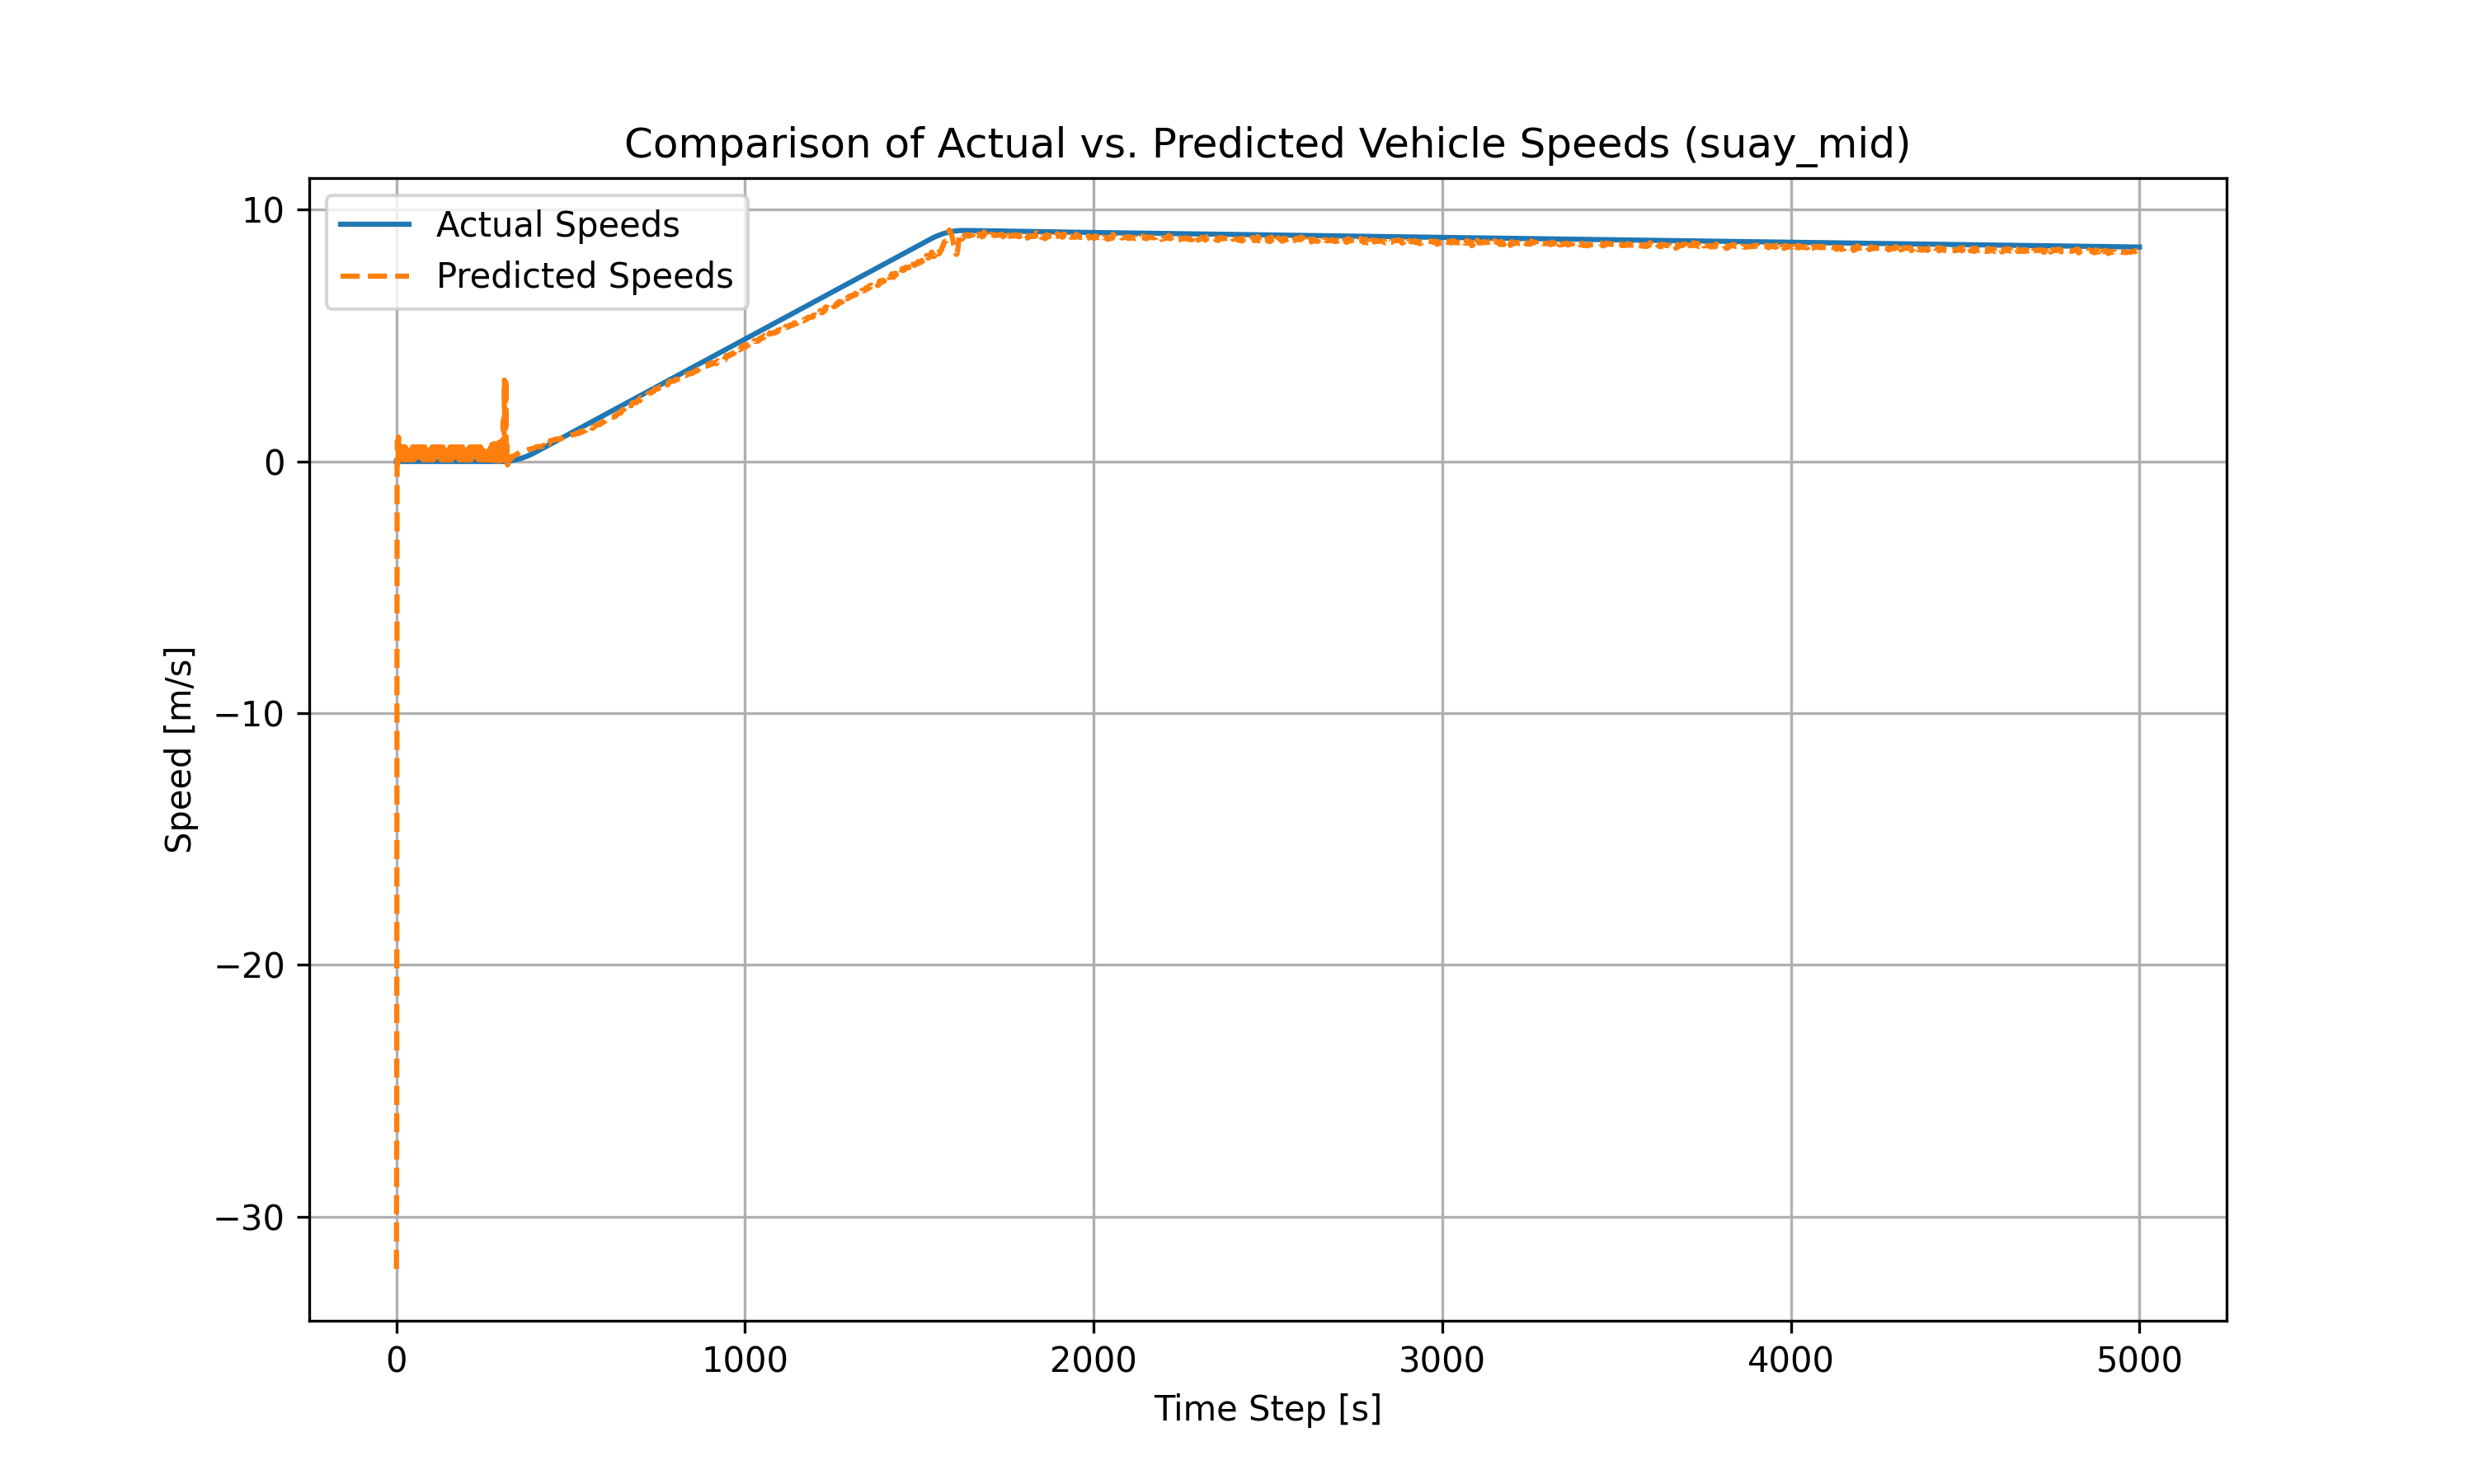 Comparison of Actual vs. Predicted Vehicle Speeds (suay_mid)
Actual Speeds
Predicted Speeds
10
0
−10
−20
−30
Speed [m/s]
0 1000 2000 3000 4000 5000
Time Step [s]